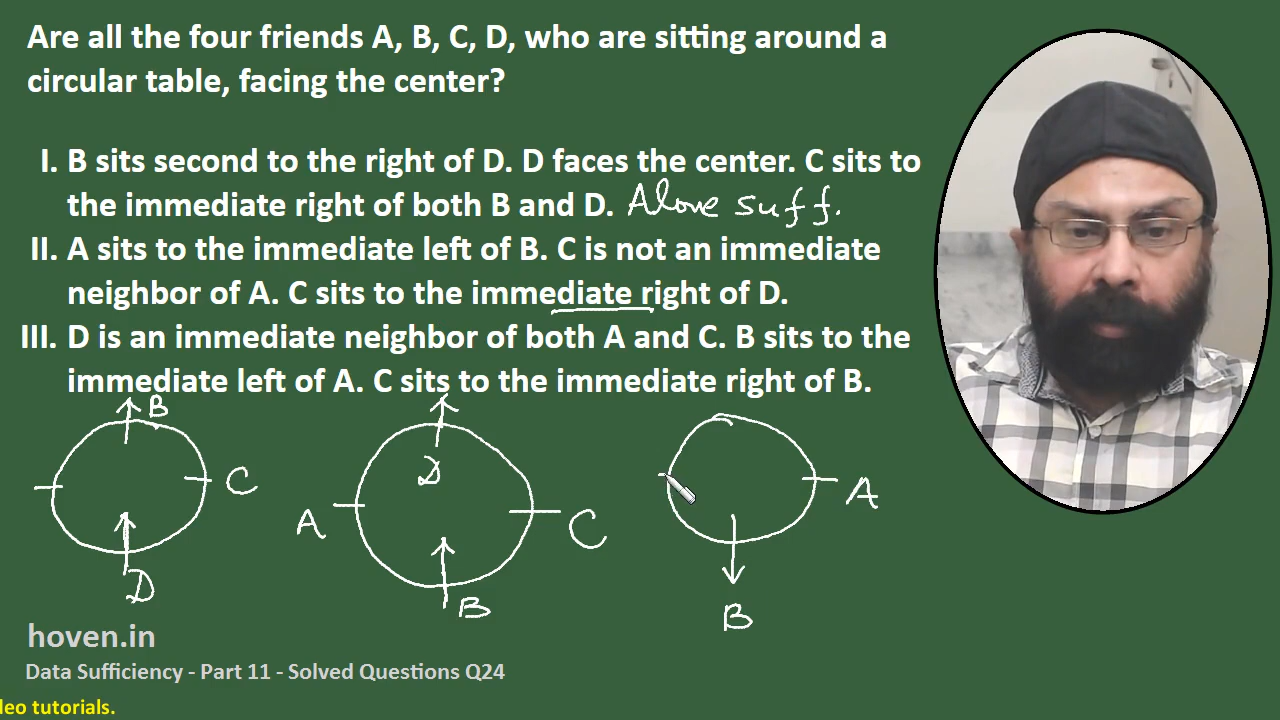 Are all the four friends A, B, C, D, who are sitting around a
circular table, facing the center?
I. B sits second to the right of D. D faces the center. C sits to
the immediate right of both B and D. Alone suff.
II. A sits to the immediate left of B. C is not an immediate
neighbor of A. C sits to the immediate right of D.
III. D is an immediate neighbor of both A and C. B sits to the
immediate left of A. C sits to the immediate right of B.
B
C
D
D
A
C
B
A
B
hoven.in
Data Sufficiency - Part 11 - Solved Questions Q24
leo tutorials.